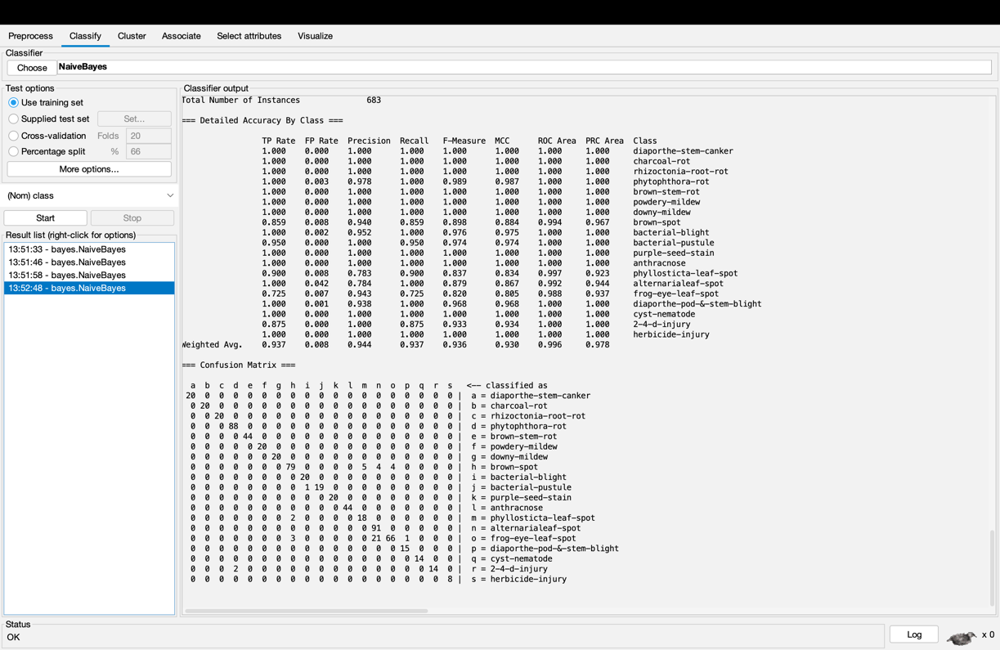 Preprocess Classify Cluster Associate Select attributes Visualize
Classifier
Choose NaiveBayes
Test options
Use training set
Supplied test set Set...
Cross-validation Folds 20
Percentage split % 66
More options...
(Nom) class
Start Stop
Result list (right-click for options)
13:51:33 - bayes.NaiveBayes
13:51:46 - bayes.NaiveBayes
13:51:58 - bayes.NaiveBayes
13:52:48 - bayes.NaiveBayes
Classifier output
Total Number of Instances 683
=== Detailed Accuracy By Class ===
TP Rate FP Rate Precision Recall F-Measure MCC ROC Area PRC Area Class
1.000 0.000 1.000 1.000 1.000 1.000 1.000 1.000 diaporthe-stem-canker
1.000 0.000 1.000 1.000 1.000 1.000 1.000 1.000 charcoal-rot
1.000 0.000 1.000 1.000 1.000 1.000 1.000 1.000 rhizoctonia-root-rot
1.000 0.003 0.978 1.000 0.989 0.987 1.000 1.000 phytophthora-rot
1.000 0.000 1.000 1.000 1.000 1.000 1.000 1.000 brown-stem-rot
1.000 0.000 1.000 1.000 1.000 1.000 1.000 1.000 powdery-mildew
1.000 0.000 1.000 1.000 1.000 1.000 1.000 1.000 downy-mildew
0.859 0.008 0.940 0.859 0.898 0.884 0.994 0.967 brown-spot
1.000 0.002 0.952 1.000 0.976 0.975 1.000 1.000 bacterial-blight
0.950 0.000 1.000 0.950 0.974 0.974 1.000 1.000 bacterial-pustule
1.000 0.000 1.000 1.000 1.000 1.000 1.000 1.000 purple-seed-stain
1.000 0.000 1.000 1.000 1.000 1.000 1.000 1.000 anthracnose
0.900 0.008 0.783 0.900 0.837 0.834 0.997 0.923 phyllosticta-leaf-spot
1.000 0.042 0.784 1.000 0.879 0.867 0.992 0.944 alternarialeaf-spot
0.725 0.007 0.943 0.725 0.820 0.805 0.988 0.937 frog-eye-leaf-spot
1.000 0.001 0.938 1.000 0.968 0.968 1.000 1.000 diaporthe-pod-&-stem-blight
1.000 0.000 1.000 1.000 1.000 1.000 1.000 1.000 cyst-nematode
0.875 0.000 1.000 0.875 0.933 0.934 1.000 1.000 2-4-d-injury
1.000 0.000 1.000 1.000 1.000 1.000 1.000 1.000 herbicide-injury
Weighted Avg. 0.937 0.008 0.944 0.937 0.936 0.930 0.996 0.978
=== Confusion Matrix ===
a b c d e f g h i j k l m n o p q r s <-- classified as
20 0 0 0 0 0 0 0 0 0 0 0 0 0 0 0 0 0 0 | a = diaporthe-stem-canker
0 20 0 0 0 0 0 0 0 0 0 0 0 0 0 0 0 0 0 | b = charcoal-rot
0 0 20 0 0 0 0 0 0 0 0 0 0 0 0 0 0 0 0 | c = rhizoctonia-root-rot
0 0 0 88 0 0 0 0 0 0 0 0 0 0 0 0 0 0 0 | d = phytophthora-rot
0 0 0 0 44 0 0 0 0 0 0 0 0 0 0 0 0 0 0 | e = brown-stem-rot
0 0 0 0 0 20 0 0 0 0 0 0 0 0 0 0 0 0 0 | f = powdery-mildew
0 0 0 0 0 0 20 0 0 0 0 0 0 0 0 0 0 0 0 | g = downy-mildew
0 0 0 0 0 0 0 79 0 0 0 0 5 4 4 0 0 0 0 | h = brown-spot
0 0 0 0 0 0 0 0 20 0 0 0 0 0 0 0 0 0 0 | i = bacterial-blight
0 0 0 0 0 0 0 0 1 19 0 0 0 0 0 0 0 0 0 | j = bacterial-pustule
0 0 0 0 0 0 0 0 0 0 20 0 0 0 0 0 0 0 0 | k = purple-seed-stain
0 0 0 0 0 0 0 0 0 0 0 44 0 0 0 0 0 0 0 | l = anthracnose
0 0 0 0 0 0 0 2 0 0 0 0 18 0 0 0 0 0 0 | m = phyllosticta-leaf-spot
0 0 0 0 0 0 0 0 0 0 0 0 0 91 0 0 0 0 0 | n = alternarialeaf-spot
0 0 0 0 0 0 0 3 0 0 0 0 0 21 66 1 0 0 0 | o = frog-eye-leaf-spot
0 0 0 0 0 0 0 0 0 0 0 0 0 0 0 15 0 0 0 | p = diaporthe-pod-&-stem-blight
0 0 0 0 0 0 0 0 0 0 0 0 0 0 0 0 14 0 0 | q = cyst-nematode
0 0 0 2 0 0 0 0 0 0 0 0 0 0 0 0 0 14 0 | r = 2-4-d-injury
0 0 0 0 0 0 0 0 0 0 0 0 0 0 0 0 0 0 8 | s = herbicide-injury
Status
OK
Log x 0